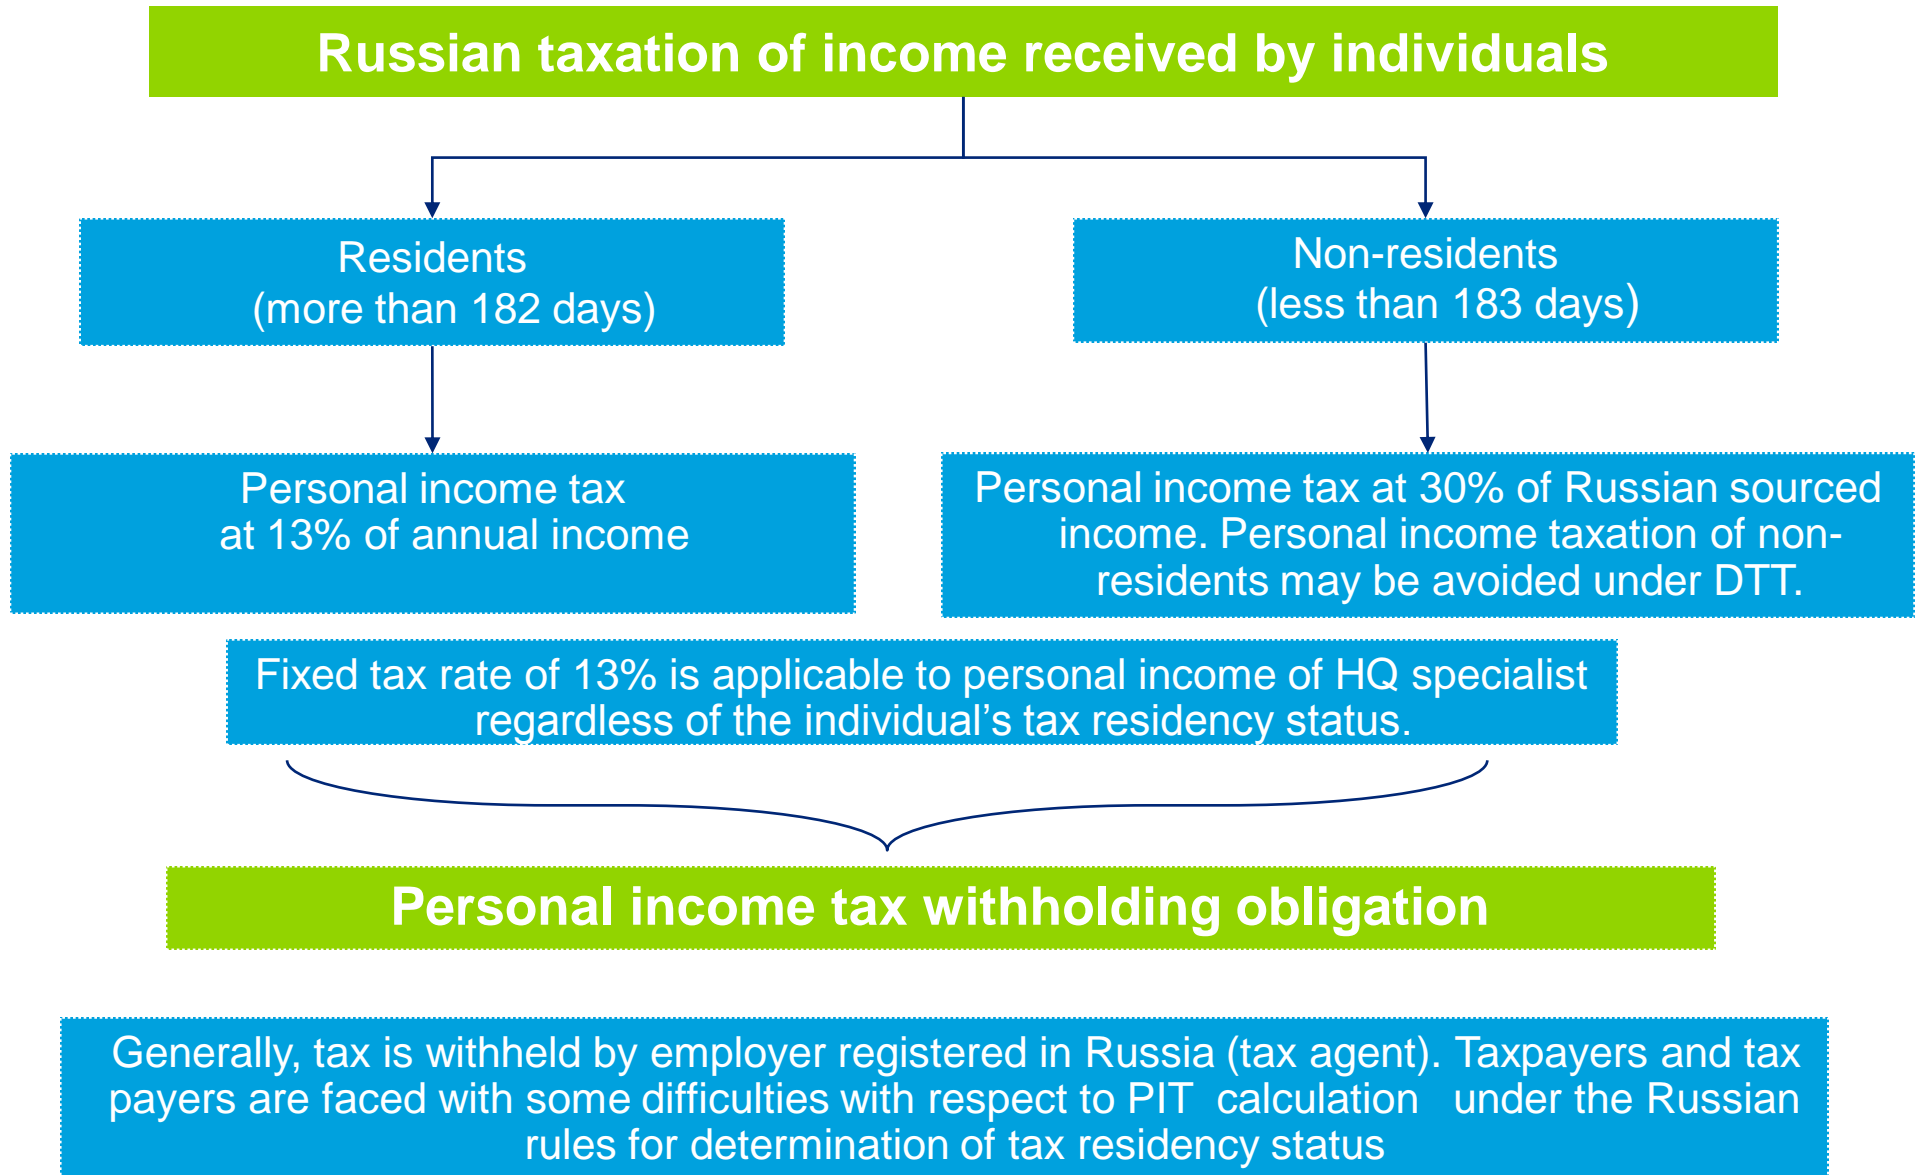 Russian taxation of income received by individuals
Residents
(more than 182 days)
Non-residents
(less than 183 days)
Personal income tax
at 13% of annual income
Personal income tax at 30% of Russian sourced
income. Personal income taxation of non-
residents may be avoided under DTT.
Fixed tax rate of 13% is applicable to personal income of HQ specialist
regardless of the individual’s tax residency status.
Personal income tax withholding obligation
Generally, tax is withheld by employer registered in Russia (tax agent). Taxpayers and tax
payers are faced with some difficulties with respect to PIT calculation under the Russian
rules for determination of tax residency status